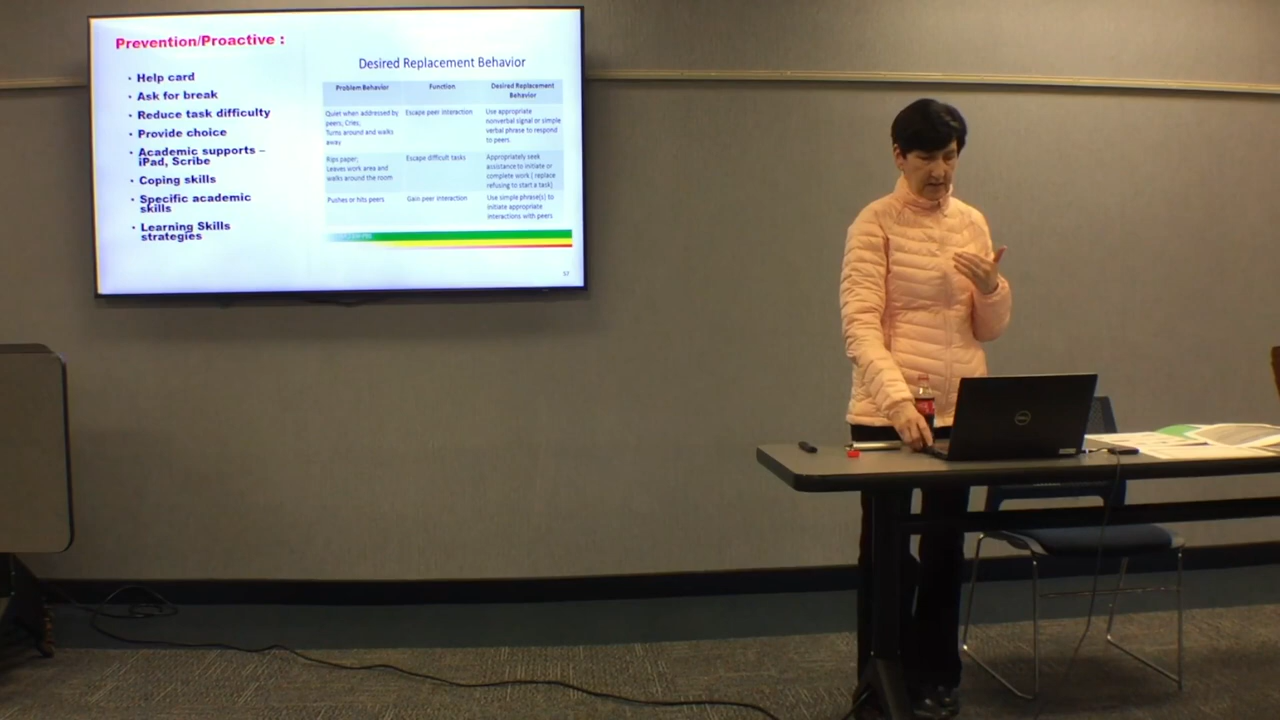 Prevention/Proactive :
• Help card
• Ask for break
• Reduce task difficulty
• Provide choice
• Academic supports –
iPad, Scribe
• Coping skills
• Specific academic
skills
• Learning Skills
strategies
Desired Replacement Behavior
Problem Behavior
Function
Desired Replacement
Behavior
Quiet when addressed by
peers, Cries;
Turns around and walks
away
Escape peer interaction
Use appropriate
nonverbal signal or simple
verbal phrase to respond
to peers
Rips paper;
Leaves work area and
walks around the room
Escape difficult tasks
Appropriately seek
assistance to initiate or
complete work ( replace
refusing to start a task)
Pushes or hits peers
Gain peer interaction
Use simple phrase(s) to
initiate appropriate
interactions with peers
57
DELL